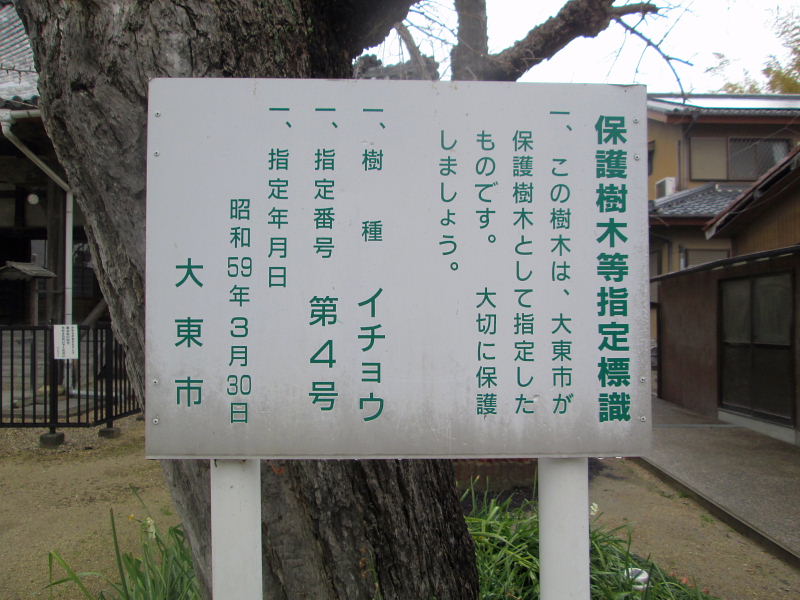 保護樹木等指定標識
一、この樹木は、大東市が
保護樹木として指定した
ものです。 大切に保護
しましょう。
一、樹種 イチョウ
一、指定番号 第4号
一、指定年月日
昭和59年3月30日
大東市